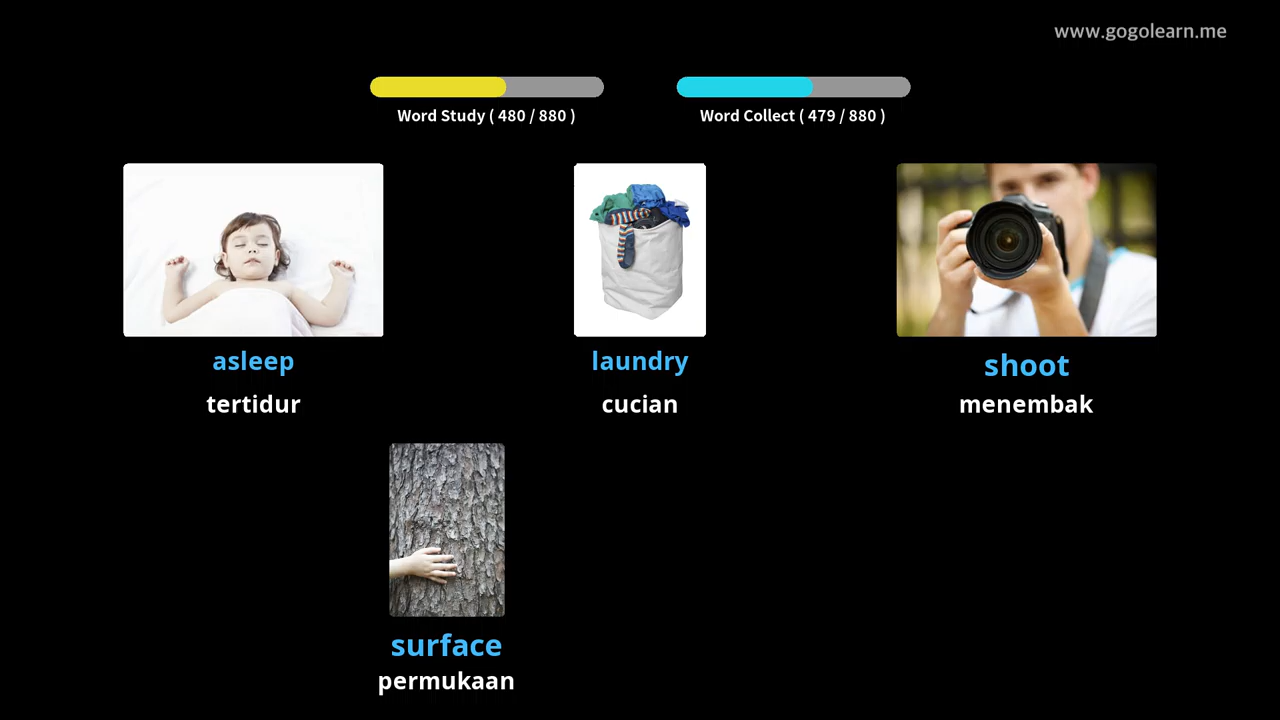 www.gogolearn.me
Word Study ( 480 / 880 )
Word Collect ( 479 / 880 )
asleep
tertidur
laundry
cucian
shoot
menembak
surface
permukaan